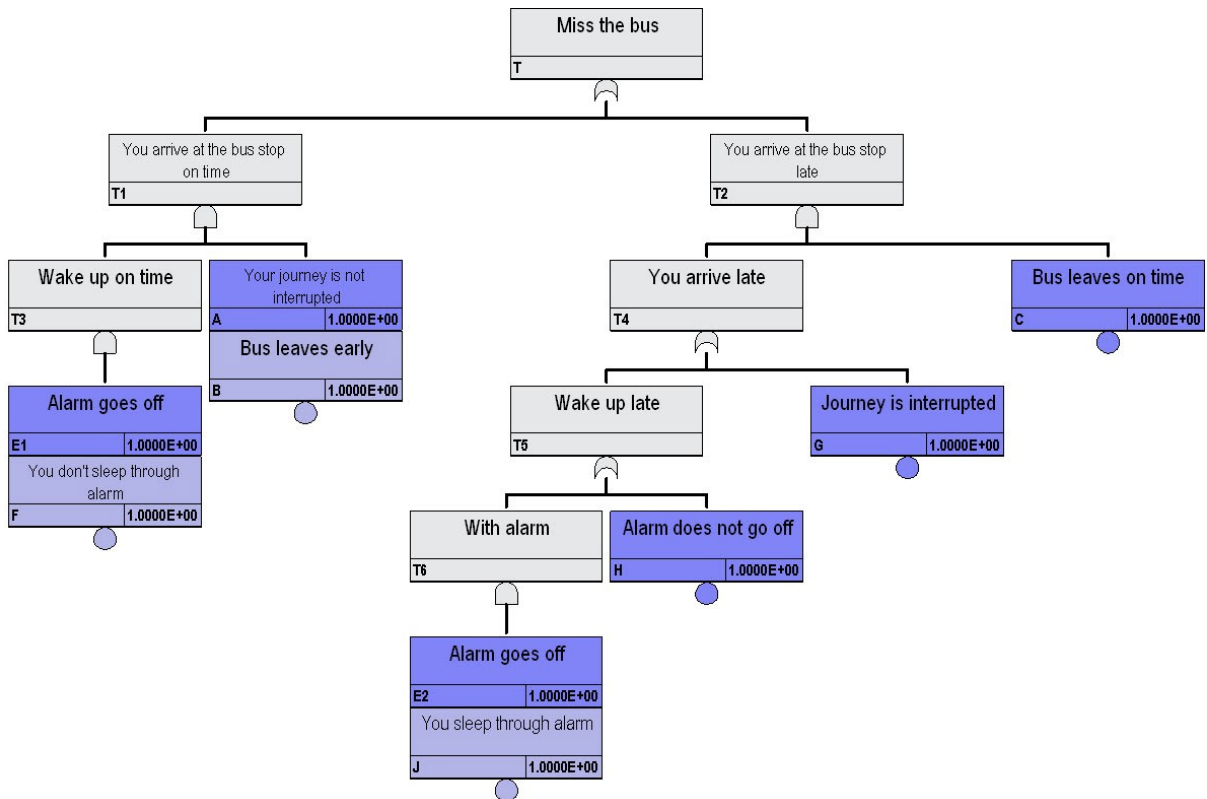 Miss the bus
T
You arrive at the bus stop
on time
T1
You arrive at the bus stop
late
T2
Wake up on time
T3
Your journey is not
interrupted
A 1.0000E+00
Bus leaves early
B 1.0000E+00
You arrive late
T4
Bus leaves on time
C 1.0000E+00
Alarm goes off
E1 1.0000E+00
You don't sleep through
alarm
F 1.0000E+00
Wake up late
T5
Journey is interrupted
G 1.0000E+00
With alarm
T6
Alarm does not go off
H 1.0000E+00
Alarm goes off
E2 1.0000E+00
You sleep through alarm
J 1.0000E+00